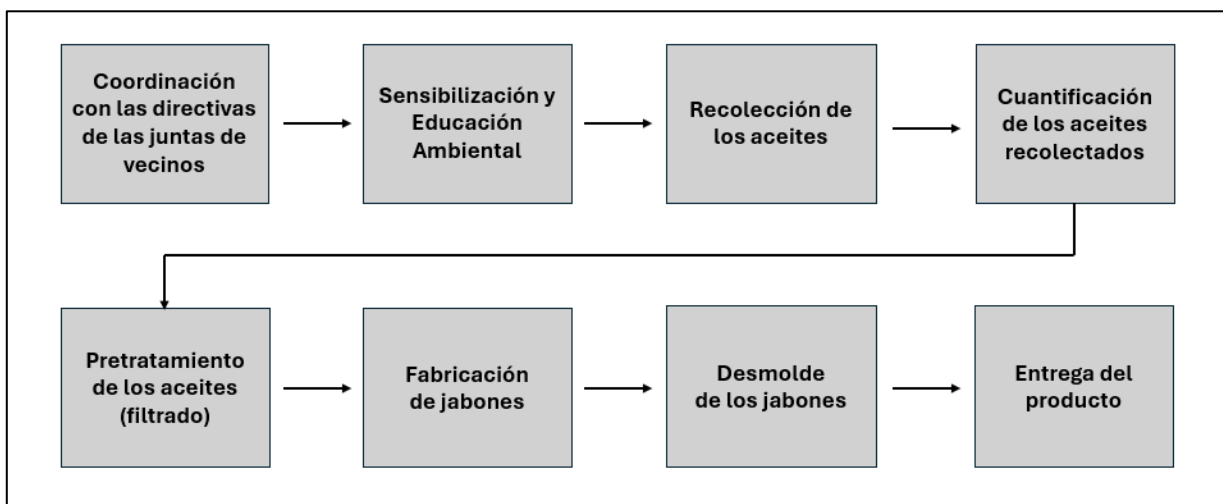 Coordinación
con las directivas
de las juntas de
vecinos
Sensibilización y
Educación
Ambiental
Recolección de
los aceites
Cuantificación
de los aceites
recolectados
Pretratamiento
de los aceites
(filtrado)
Fabricación
de jabones
Desmolde
de los jabones
Entrega del
producto